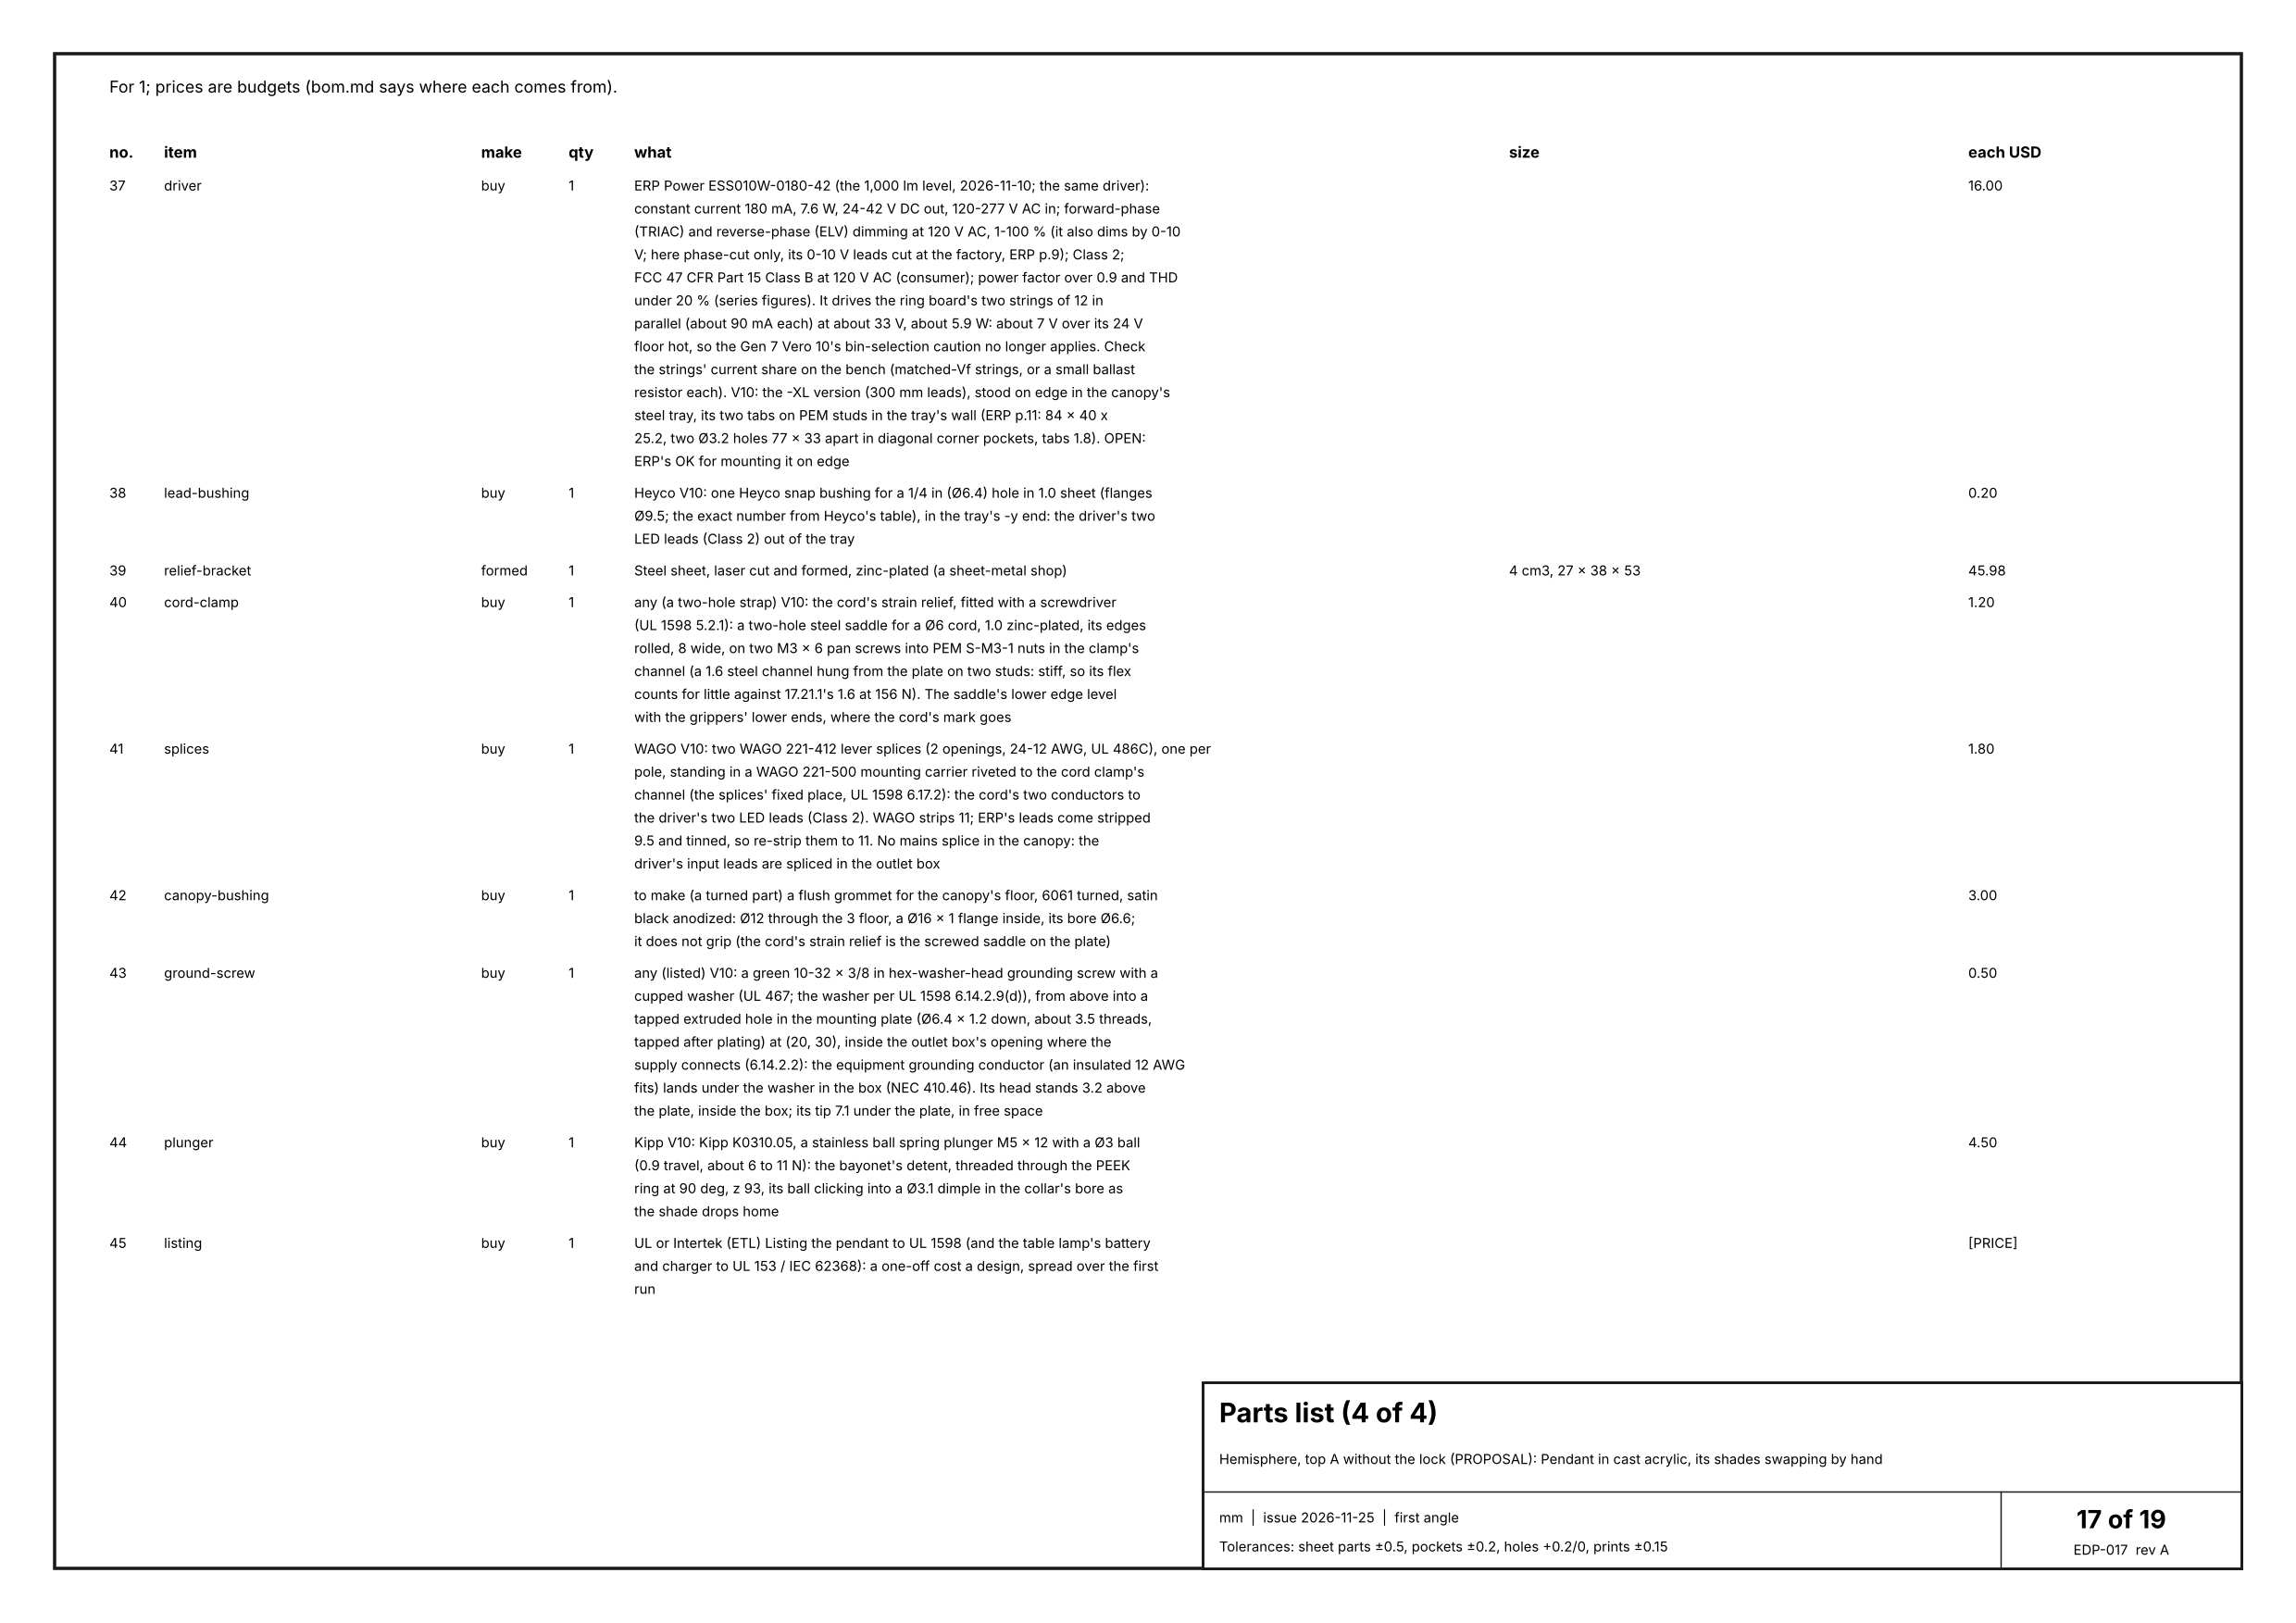 For 1; prices are budgets (bom.md says where each comes from).
no. item make qty what size each USD
37 driver buy 1 ERP Power ESS010W-0180-42 (the 1,000 lm level, 2026-11-10; the same driver): 16.00
constant current 180 mA, 7.6 W, 24-42 V DC out, 120-277 V AC in; forward-phase
(TRIAC) and reverse-phase (ELV) dimming at 120 V AC, 1-100 % (it also dims by 0-10
V; here phase-cut only, its 0-10 V leads cut at the factory, ERP p.9); Class 2;
FCC 47 CFR Part 15 Class B at 120 V AC (consumer); power factor over 0.9 and THD
under 20 % (series figures). It drives the ring board's two strings of 12 in
parallel (about 90 mA each) at about 33 V, about 5.9 W: about 7 V over its 24 V
floor hot, so the Gen 7 Vero 10's bin-selection caution no longer applies. Check
the strings' current share on the bench (matched-Vf strings, or a small ballast
resistor each). V10: the -XL version (300 mm leads), stood on edge in the canopy's
steel tray, its two tabs on PEM studs in the tray's wall (ERP p.11: 84 × 40 x
25.2, two Ø3.2 holes 77 × 33 apart in diagonal corner pockets, tabs 1.8). OPEN:
ERP's OK for mounting it on edge
38 lead-bushing buy 1 Heyco V10: one Heyco snap bushing for a 1/4 in (Ø6.4) hole in 1.0 sheet (flanges 0.20
Ø9.5; the exact number from Heyco's table), in the tray's -y end: the driver's two
LED leads (Class 2) out of the tray
39 relief-bracket formed 1 Steel sheet, laser cut and formed, zinc-plated (a sheet-metal shop) 4 cm3, 27 × 38 × 53 45.98
40 cord-clamp buy 1 any (a two-hole strap) V10: the cord's strain relief, fitted with a screwdriver 1.20
(UL 1598 5.2.1): a two-hole steel saddle for a Ø6 cord, 1.0 zinc-plated, its edges
rolled, 8 wide, on two M3 × 6 pan screws into PEM S-M3-1 nuts in the clamp's
channel (a 1.6 steel channel hung from the plate on two studs: stiff, so its flex
counts for little against 17.21.1's 1.6 at 156 N). The saddle's lower edge level
with the grippers' lower ends, where the cord's mark goes
41 splices buy 1 WAGO V10: two WAGO 221-412 lever splices (2 openings, 24-12 AWG, UL 486C), one per 1.80
pole, standing in a WAGO 221-500 mounting carrier riveted to the cord clamp's
channel (the splices' fixed place, UL 1598 6.17.2): the cord's two conductors to
the driver's two LED leads (Class 2). WAGO strips 11; ERP's leads come stripped
9.5 and tinned, so re-strip them to 11. No mains splice in the canopy: the
driver's input leads are spliced in the outlet box
42 canopy-bushing buy 1 to make (a turned part) a flush grommet for the canopy's floor, 6061 turned, satin 3.00
black anodized: Ø12 through the 3 floor, a Ø16 × 1 flange inside, its bore Ø6.6;
it does not grip (the cord's strain relief is the screwed saddle on the plate)
43 ground-screw buy 1 any (listed) V10: a green 10-32 × 3/8 in hex-washer-head grounding screw with a 0.50
cupped washer (UL 467; the washer per UL 1598 6.14.2.9(d)), from above into a
tapped extruded hole in the mounting plate (Ø6.4 × 1.2 down, about 3.5 threads,
tapped after plating) at (20, 30), inside the outlet box's opening where the
supply connects (6.14.2.2): the equipment grounding conductor (an insulated 12 AWG
fits) lands under the washer in the box (NEC 410.46). Its head stands 3.2 above
the plate, inside the box; its tip 7.1 under the plate, in free space
44 plunger buy 1 Kipp V10: Kipp K0310.05, a stainless ball spring plunger M5 × 12 with a Ø3 ball 4.50
(0.9 travel, about 6 to 11 N): the bayonet's detent, threaded through the PEEK
ring at 90 deg, z 93, its ball clicking into a Ø3.1 dimple in the collar's bore as
the shade drops home
45 listing buy 1 UL or Intertek (ETL) Listing the pendant to UL 1598 (and the table lamp's battery [PRICE]
and charger to UL 153 / IEC 62368): a one-off cost a design, spread over the first
run
Parts list (4 of 4)
Hemisphere, top A without the lock (PROPOSAL): Pendant in cast acrylic, its shades swapping by hand
mm | issue 2026-11-25 | first angle
Tolerances: sheet parts ±0.5, pockets ±0.2, holes +0.2/0, prints ±0.15
17 of 19
EDP-017 rev A